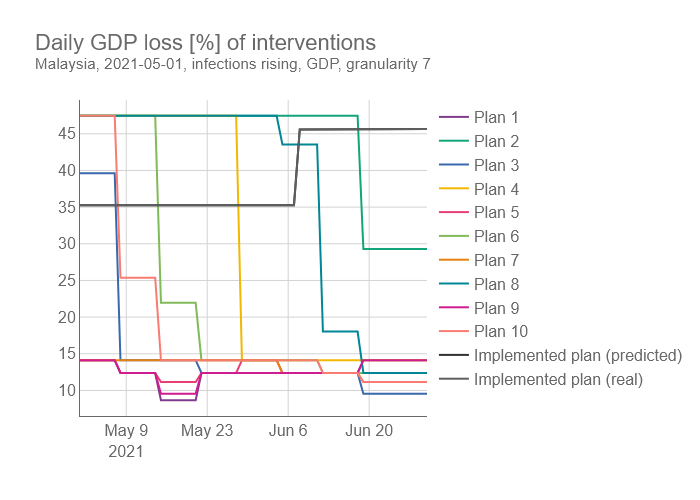 Daily GDP loss [%] of interventions
Malaysia, 2021-05-01, infections rising, GDP, granularity 7
45
40
35
30
25
20
15
10
May 9
2021
May 23
Jun 6
Jun 20
Plan 1
Plan 2
Plan 3
Plan 4
Plan 5
Plan 6
Plan 7
Plan 8
Plan 9
Plan 10
Implemented plan (predicted)
Implemented plan (real)